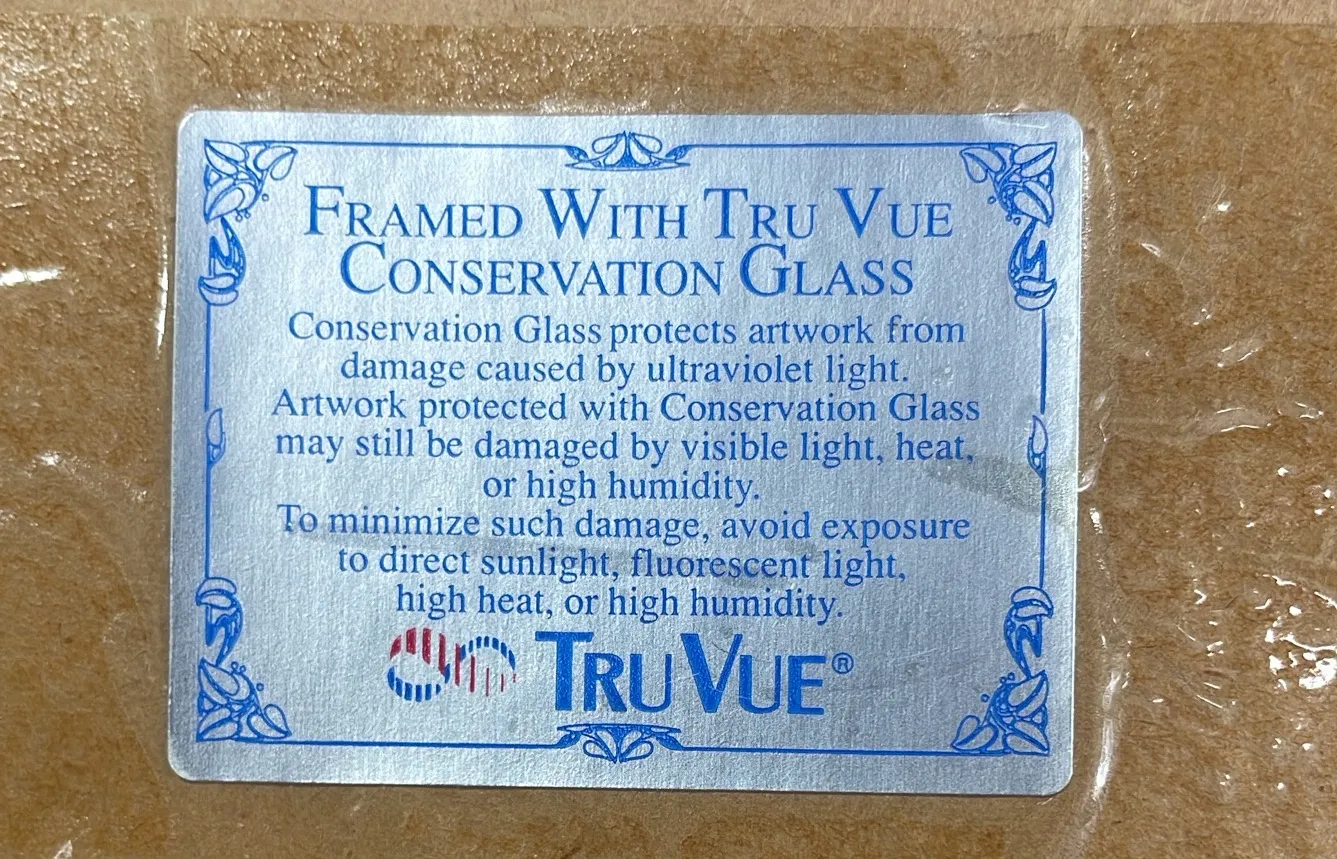 FRAMED WITH TRU VUE
CONSERVATION GLASS
Conservation Glass protects artwork from
damage caused by ultraviolet light.
Artwork protected with Conservation Glass
may still be damaged by visible light, heat,
or high humidity.
To minimize such damage, avoid exposure
to direct sunlight, fluorescent light,
high heat, or high humidity.
TRU VUE®